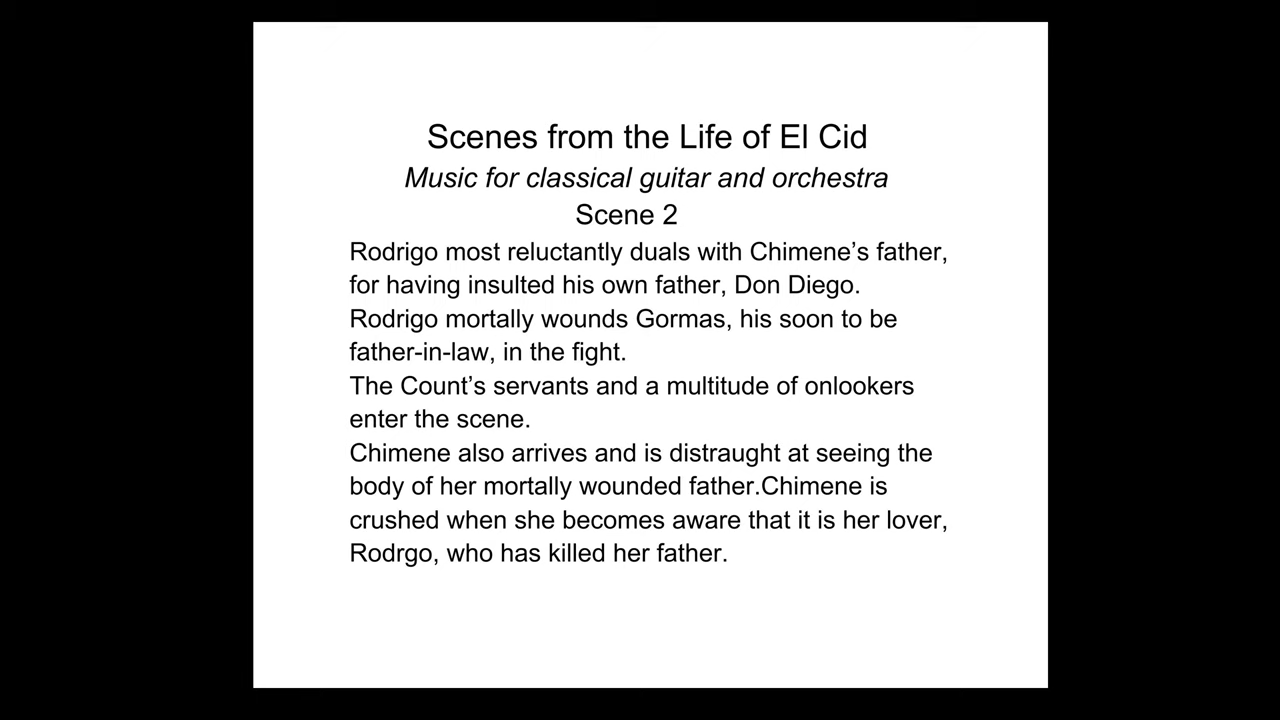 Scenes from the Life of El Cid
Music for classical guitar and orchestra
Scene 2
Rodrigo most reluctantly duals with Chimene’s father,
for having insulted his own father, Don Diego.
Rodrigo mortally wounds Gormas, his soon to be
father-in-law, in the fight.
The Count’s servants and a multitude of onlookers
enter the scene.
Chimene also arrives and is distraught at seeing the
body of her mortally wounded father.Chimene is
crushed when she becomes aware that it is her lover,
Rodrgo, who has killed her father.